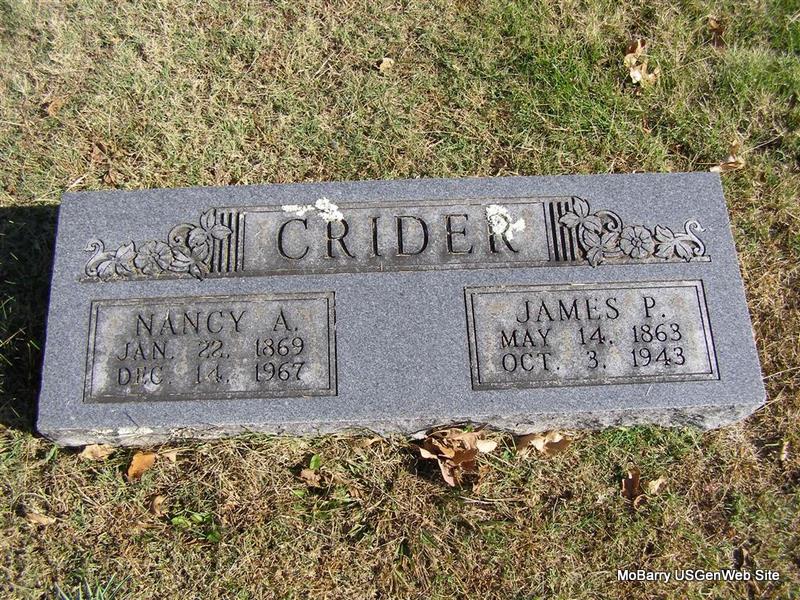 CRIDER
NANCY A.
JAN. 22, 1869
DEC. 14, 1967
JAMES P.
MAY 14, 1863
OCT. 3, 1943
MoBarry USGenWeb Site